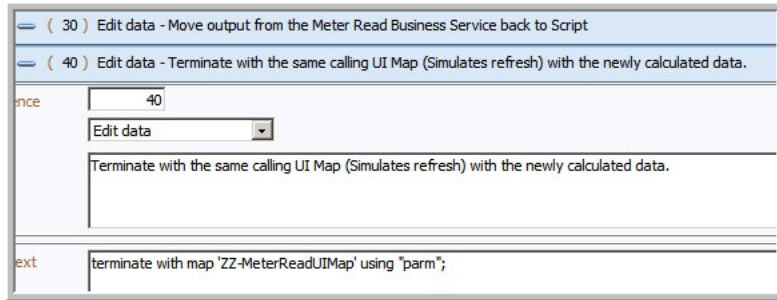 ( 30 ) Edit data - Move output from the Meter Read Business Service back to Script
( 40 ) Edit data - Terminate with the same calling UI Map (Simulates refresh) with the newly calculated data.
ence 40
Edit data
Terminate with the same calling UI Map (Simulates refresh) with the newly calculated data.
ext terminate with map 'ZZ-MeterReadUIMap' using "parm";